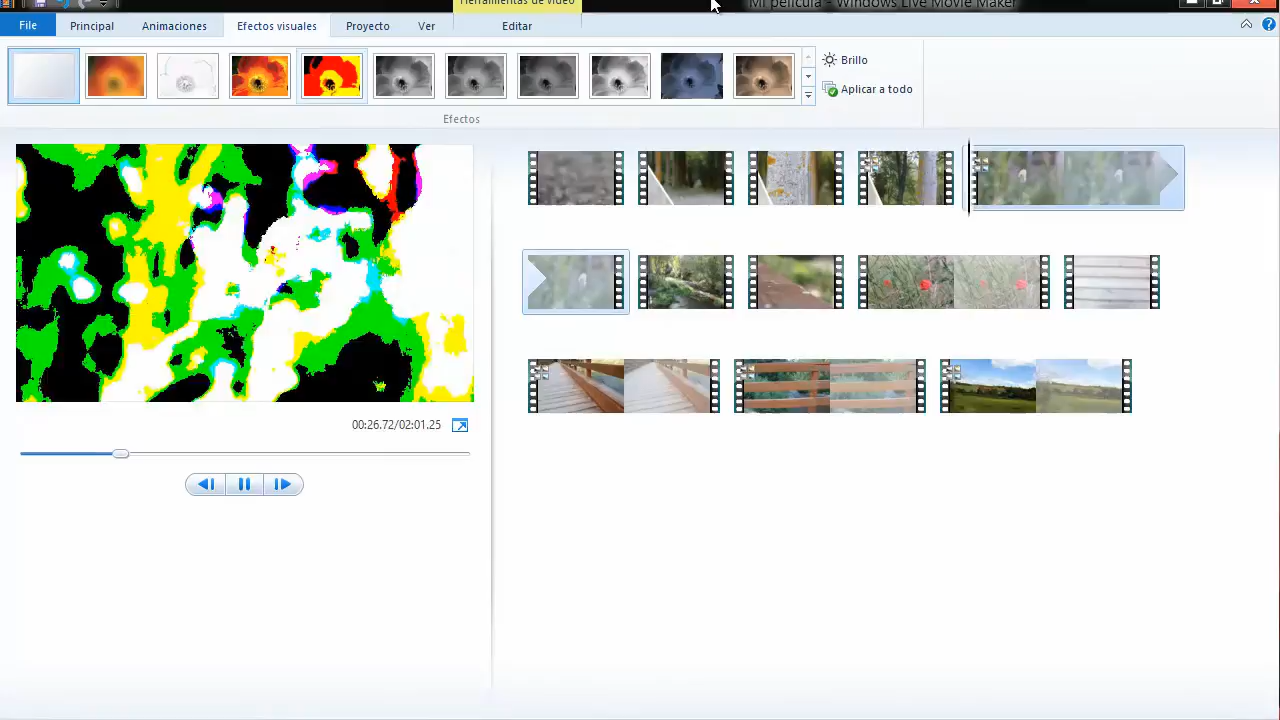 Herramientas de vídeo
Mi película - Windows Live Movie Maker
File Principal Animaciones Efectos visuales Proyecto Ver Editar
Brillo
Aplicar a todo
Efectos
00:26.72/02:01.25